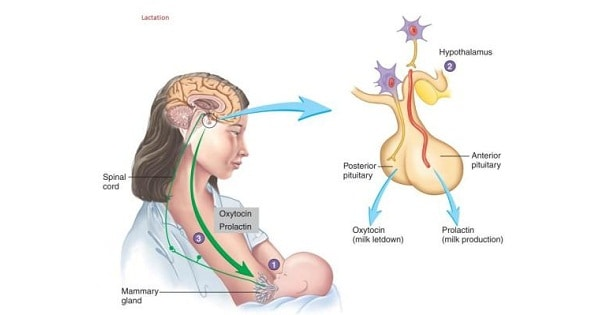 Lactation
Hypothalamus
2
Posterior
pituitary
Anterior
pituitary
Spinal
cord
Oxytocin
Prolactin
3
1
Oxytocin
(milk letdown)
Prolactin
(milk production)
Mammary
gland